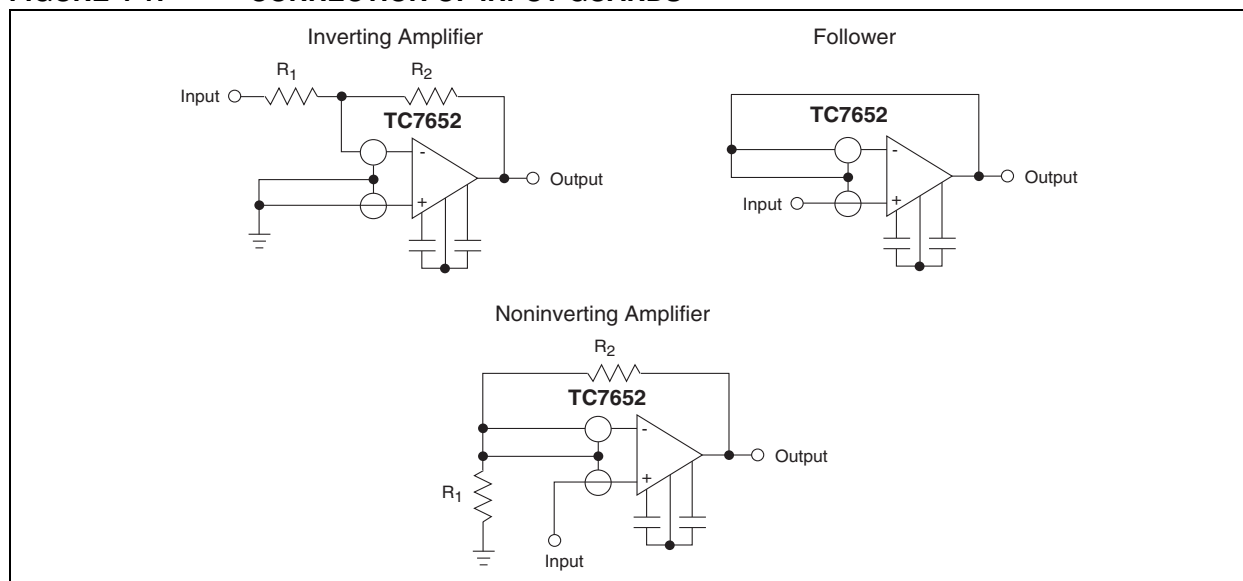 Inverting Amplifier
R1
R2
Input
TC7652
-
+
Output
Follower
TC7652
-
+
Input
Output
Noninverting Amplifier
R2
TC7652
-
+
R1
Input
Output